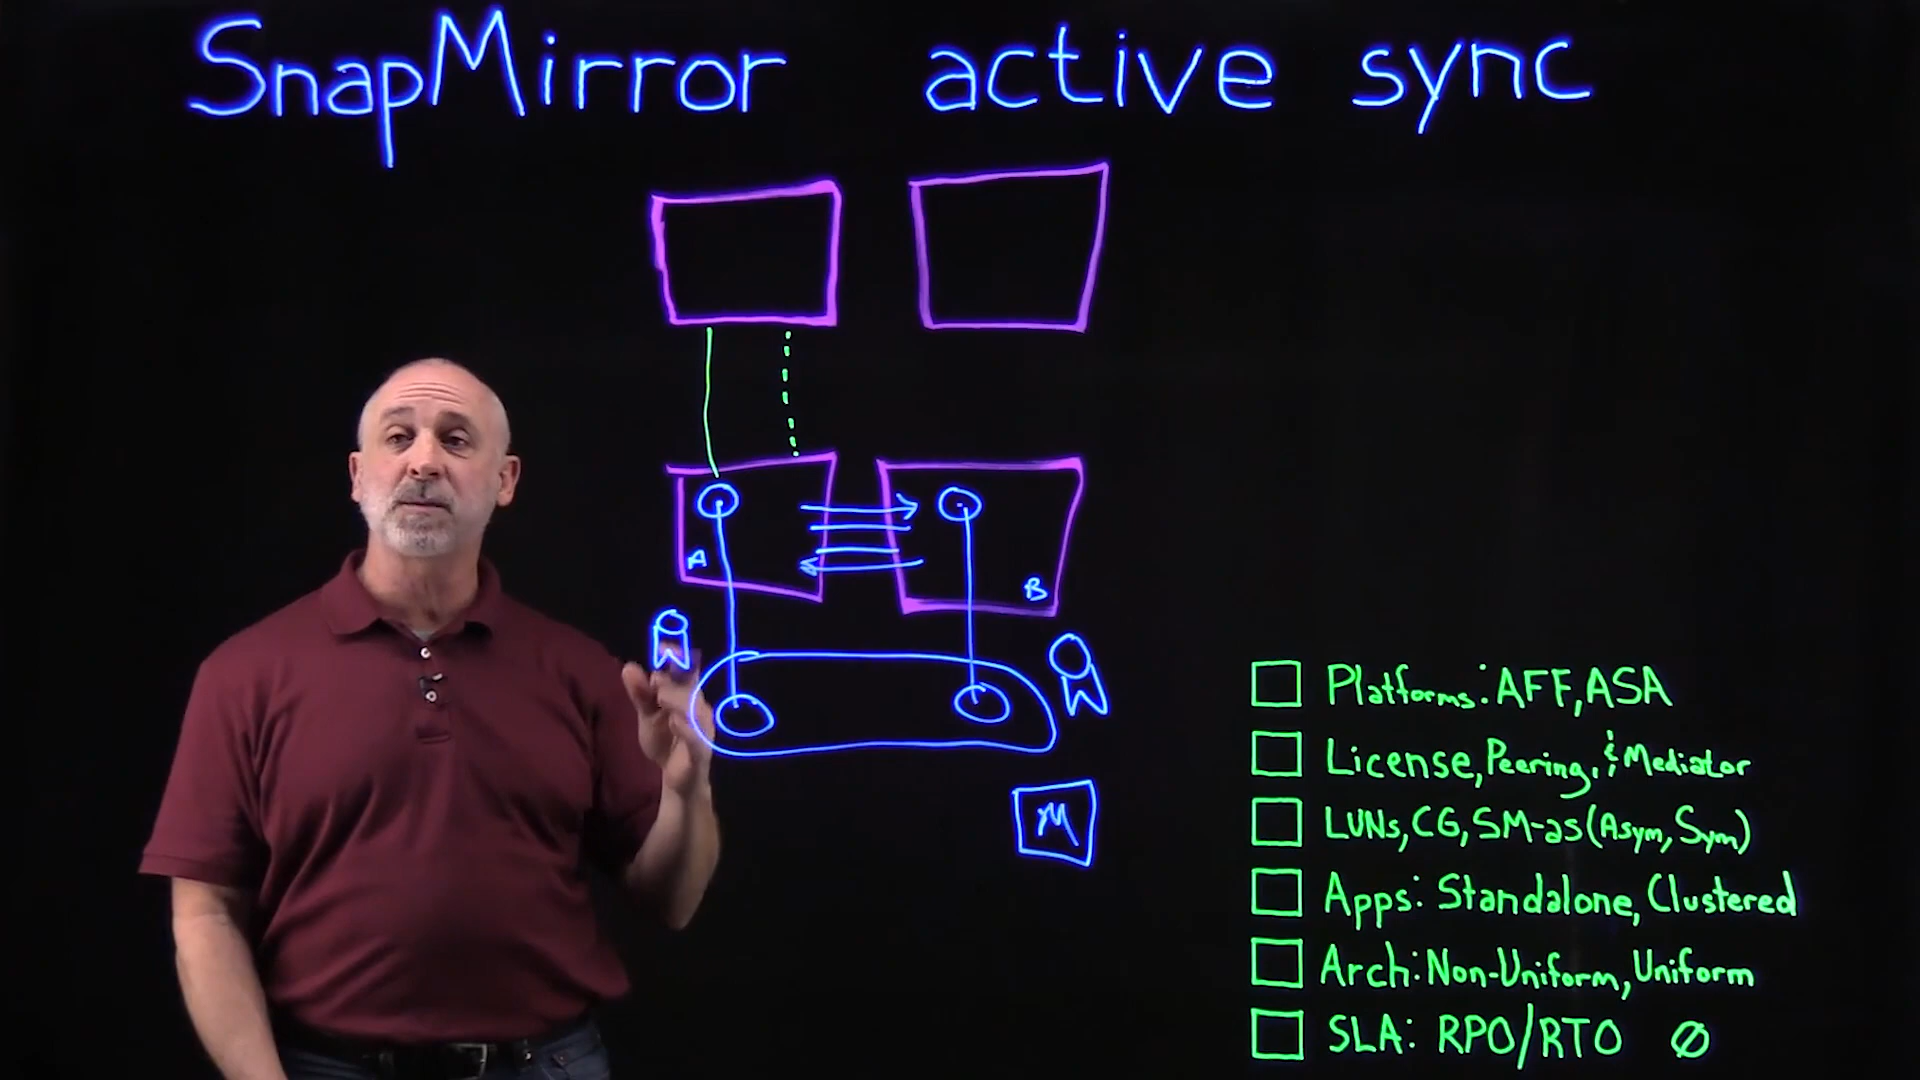 SnapMirror active sync
A
B
M
Platforms: AFF, ASA
License, Peering, & Mediator
LUNs, CG, SM-as (Asym, Sym)
Apps: Standalone, Clustered
Arch: Non-Uniform, Uniform
SLA: RPO/RTO Ø